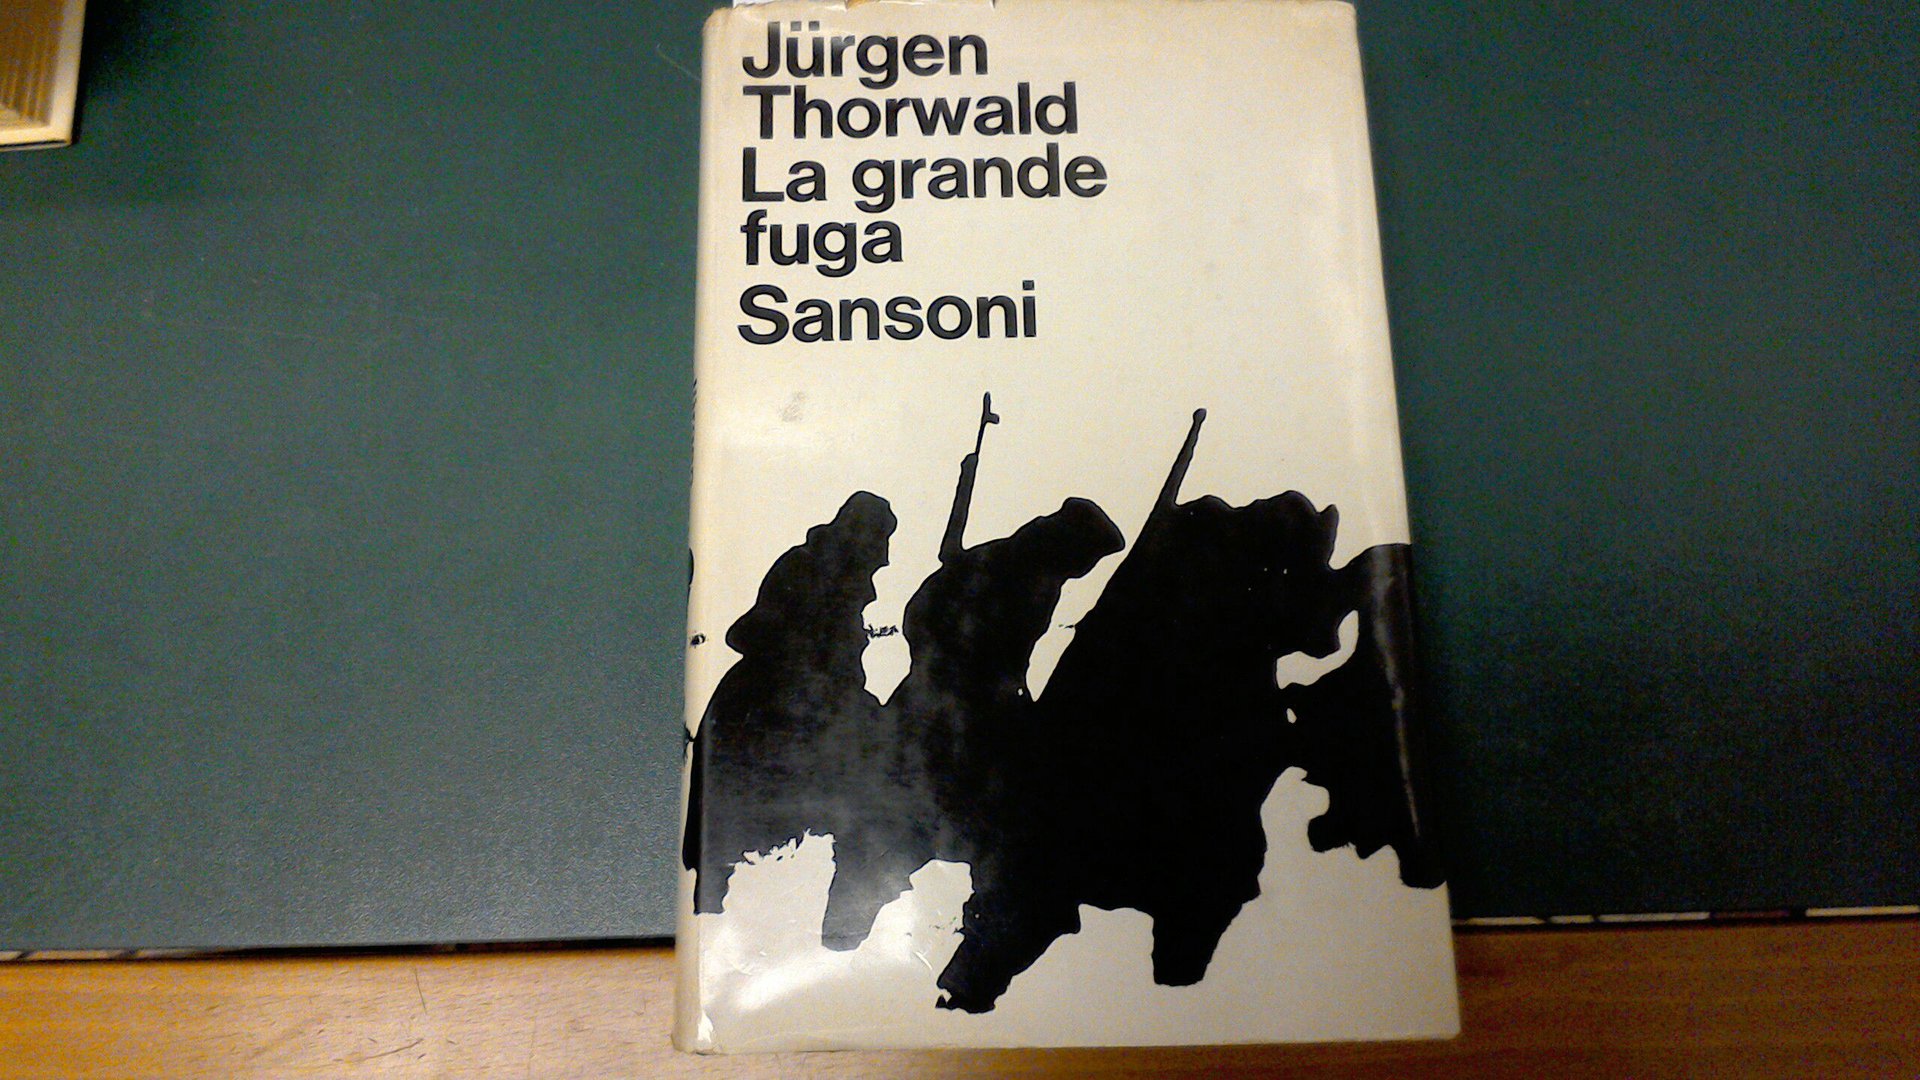 Jürgen
Thorwald
La grande
fuga
Sansoni